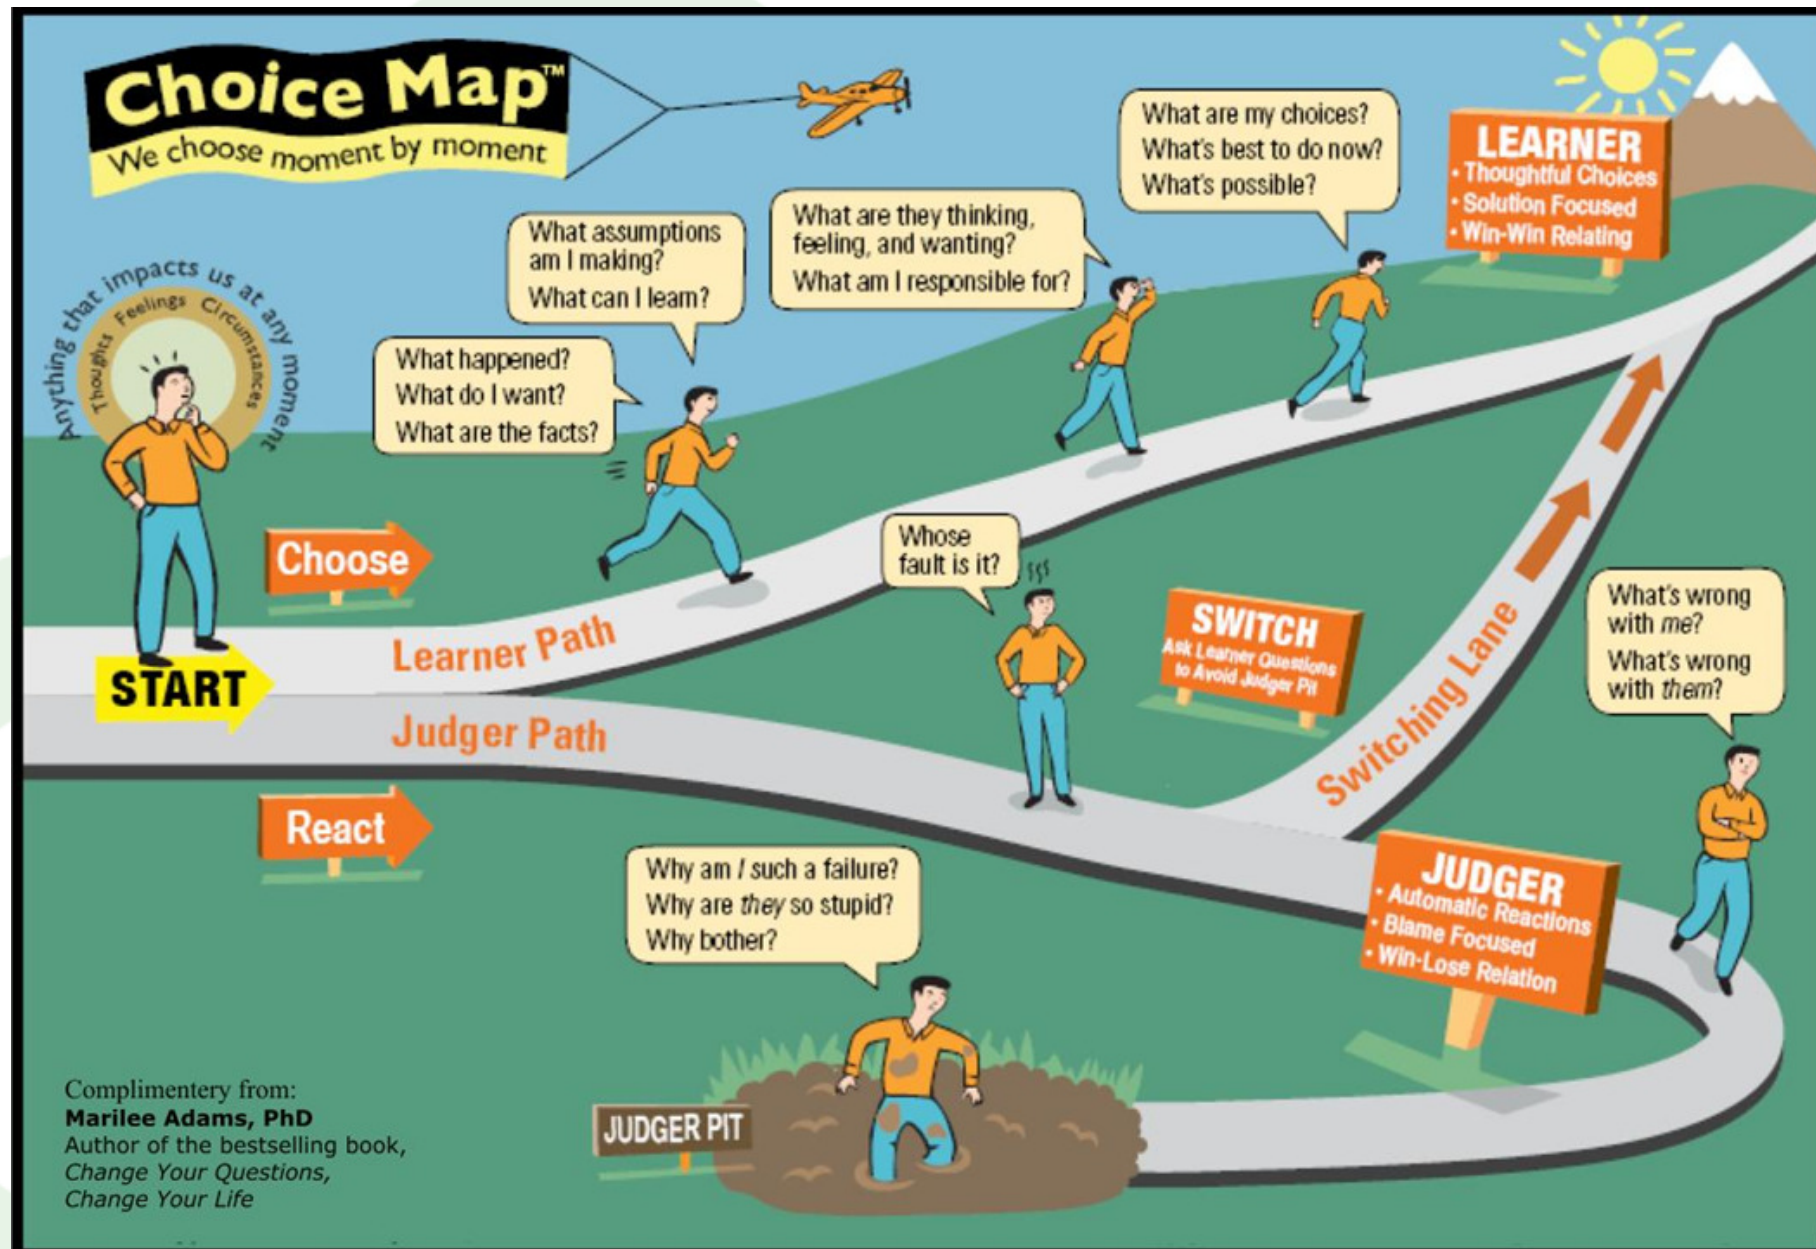 Choice Map™
We choose moment by moment
Anything that impacts us at any moment
Thoughts Feelings Circumstances
START
Choose
React
Learner Path
Judger Path
What happened?
What do I want?
What are the facts?
What assumptions
am I making?
What can I learn?
What are they thinking,
feeling, and wanting?
What am I responsible for?
What are my choices?
What's best to do now?
What's possible?
LEARNER
• Thoughtful Choices
• Solution Focused
• Win-Win Relating
Whose
fault is it?
SWITCH
Ask Learner Questions
to Avoid Judger Pit
Switching Lane
What's wrong
with me?
What's wrong
with them?
JUDGER
• Automatic Reactions
• Blame Focused
• Win-Lose Relation
Why am I such a failure?
Why are they so stupid?
Why bother?
JUDGER PIT
Complimentery from:
Marilee Adams, PhD
Author of the bestselling book,
Change Your Questions,
Change Your Life